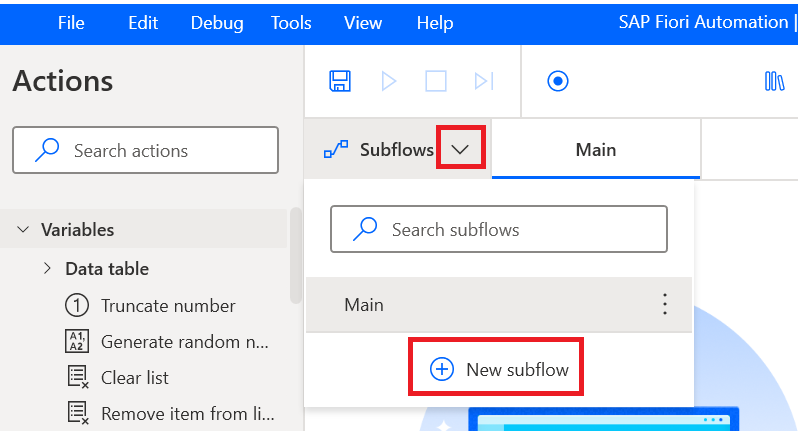 File Edit Debug Tools View Help SAP Fiori Automation |
Actions
Search actions
Subflows
Main
Search subflows
Variables
Data table
Main
Truncate number
Generate random n...
New subflow
Clear list
Remove item from li...